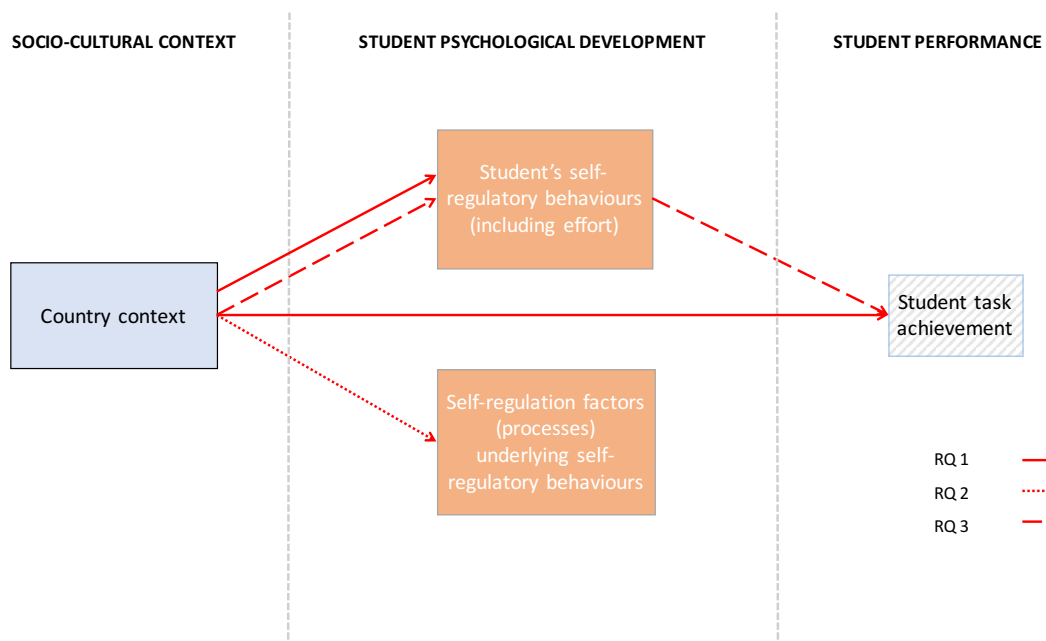 SOCIO-CULTURAL CONTEXT
STUDENT PSYCHOLOGICAL DEVELOPMENT
STUDENT PERFORMANCE
Student's self-
regulatory behaviours
(including effort)
Country context
Student task
achievement
Self-regulation factors
(processes)
underlying self-
regulatory behaviours
RQ 1
RQ 2
RQ 3